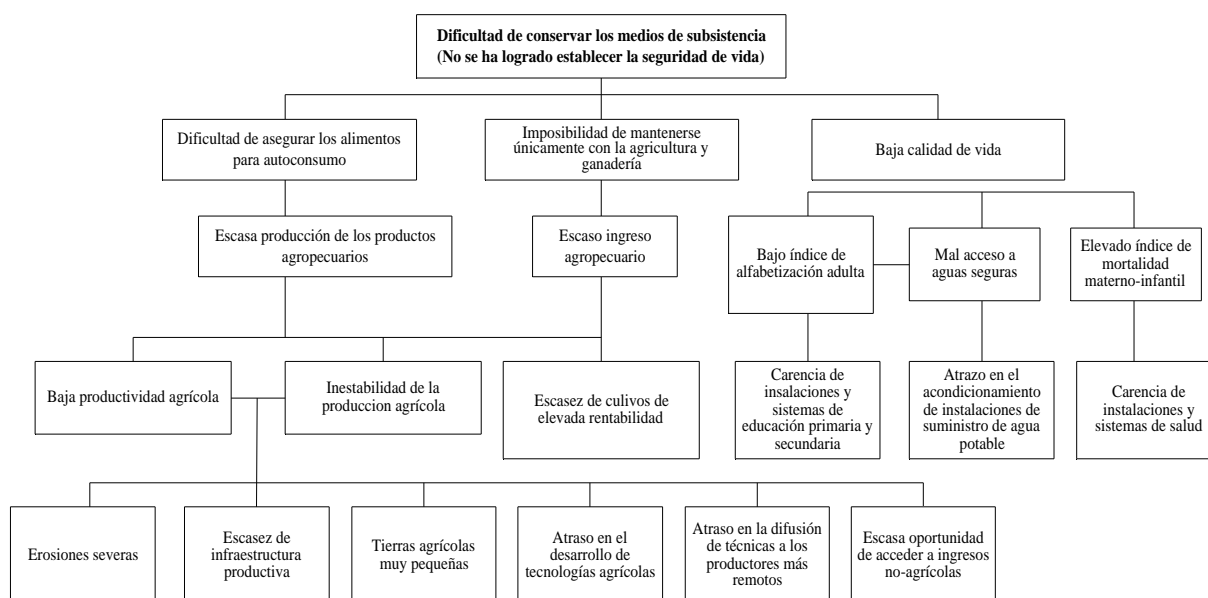 Dificultad de conservar los medios de subsistencia
(No se ha logrado establecer la seguridad de vida)
Dificultad de asegurar los alimentos
para autoconsumo
Imposibilidad de mantenerse
únicamente con la agricultura y
ganadería
Baja calidad de vida
Escasa producción de los productos
agropecuarios
Escaso ingreso
agropecuario
Bajo índice de
alfabetización adulta
Mal acceso a
aguas seguras
Elevado índice de
mortalidad
materno-infantil
Baja productividad agrícola
Inestabilidad de la
produccion agrícola
Escasez de cultivos de
elevada rentabilidad
Carencia de
insalaciones y
sistemas de
educación primaria y
secundaria
Atrazo en el
acondicionamiento
de instalaciones de
suministro de agua
potable
Carencia de
instalaciones y
sistemas de salud
Erosiones severas
Escasez de
infraestructura
productiva
Tierras agrícolas
muy pequeñas
Atraso en el
desarrollo de
tecnologías agrícolas
Atraso en la difusión
de técnicas a los
productores más
remotos
Escasa oportunidad
de acceder a ingresos
no-agrícolas